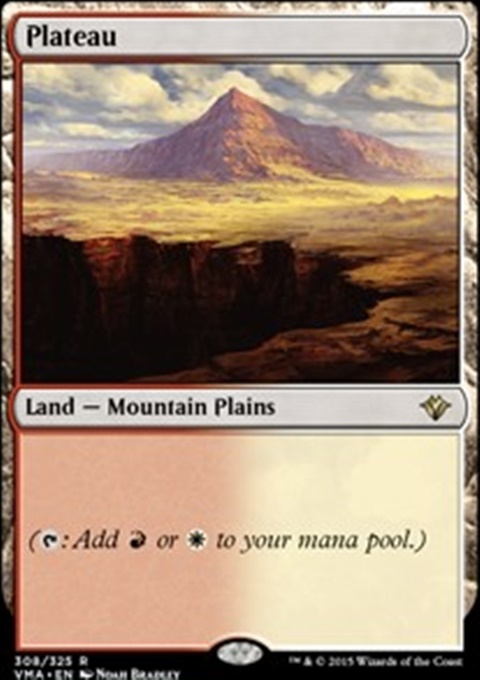 Plateau
Land — Mountain Plains
( : Add or to your mana pool.)
308/325 R
VMA • EN Noah Bradley
™ & © 2015 Wizards of the Coast